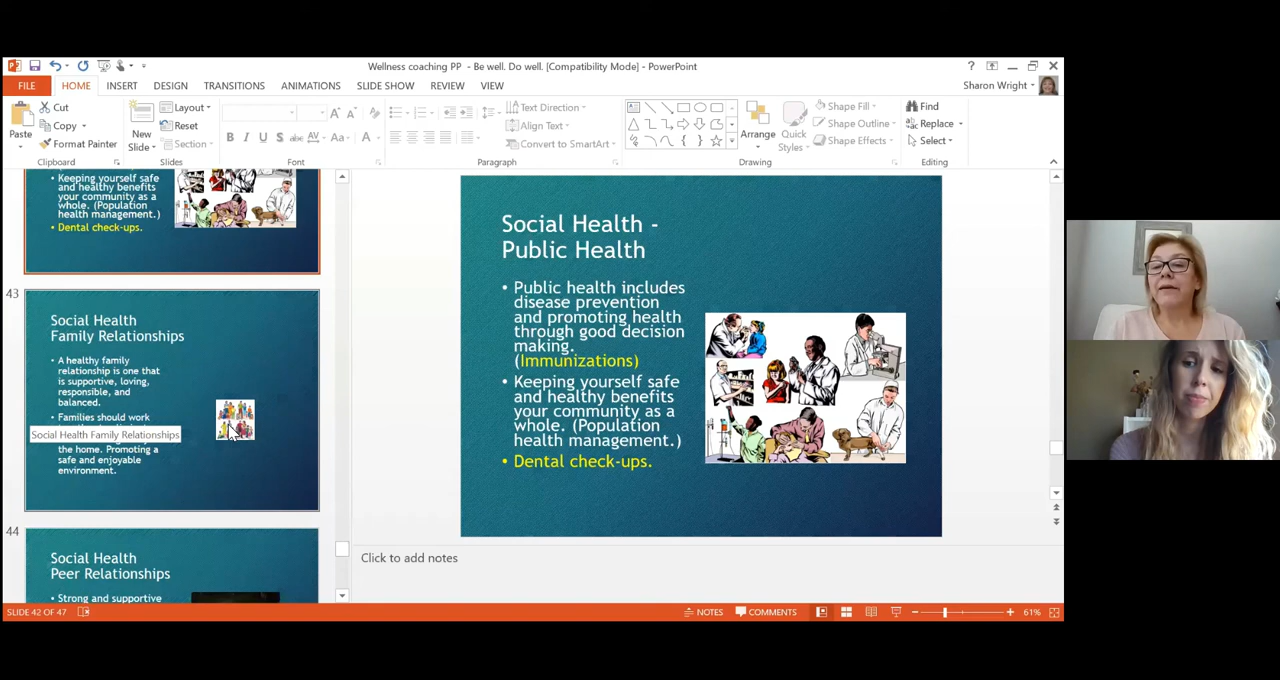 Wellness coaching PP - Be well. Do well. [Compatibility Mode] - PowerPoint
?
FILE
HOME
INSERT
DESIGN
TRANSITIONS
ANIMATIONS
SLIDE SHOW
REVIEW
VIEW
Sharon Wright
Paste
Cut
Copy
Format Painter
Clipboard
New
Slide
Layout
Reset
Section
Slides
B I U S abc AV Aa A
Font
Text Direction
Align Text
Convert to SmartArt
Paragraph
Arrange
Quick
Styles
Shape Fill
Shape Outline
Shape Effects
Drawing
Find
Replace
Select
Editing
• Keeping yourself safe
and healthy benefits
your community as a
whole. (Population
health management.)
• Dental check-ups.
43
Social Health
Family Relationships
• A healthy family
relationship is one that
is supportive, loving,
responsible, and
balanced.
• Families should work
Social Health Family Relationships
the home. Promoting a
safe and enjoyable
environment.
44
Social Health
Peer Relationships
• Strong and supportive
Social Health -
Public Health
• Public health includes
disease prevention
and promoting health
through good decision
making.
(Immunizations)
• Keeping yourself safe
and healthy benefits
your community as a
whole. (Population
health management.)
• Dental check-ups.
Click to add notes
SLIDE 42 OF 47
NOTES
COMMENTS
61%